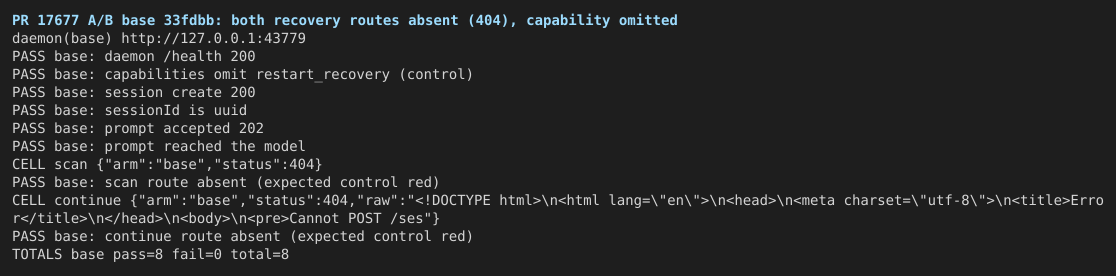 PR 17677 A/B base 33fdbb: both recovery routes absent (404), capability omitted
daemon(base) http://127.0.0.1:43779
PASS base: daemon /health 200
PASS base: capabilities omit restart_recovery (control)
PASS base: session create 200
PASS base: sessionId is uuid
PASS base: prompt accepted 202
PASS base: prompt reached the model
CELL scan {"arm":"base","status":404}
PASS base: scan route absent (expected control red)
CELL continue {"arm":"base","status":404,"raw":"<!DOCTYPE html>\n<html lang=\"en\">\n<head>\n<meta charset=\"utf-8\">\n<title>Erro
r</title>\n</head>\n<body>\n<pre>Cannot POST /ses"}
PASS base: continue route absent (expected control red)
TOTALS base pass=8 fail=0 total=8